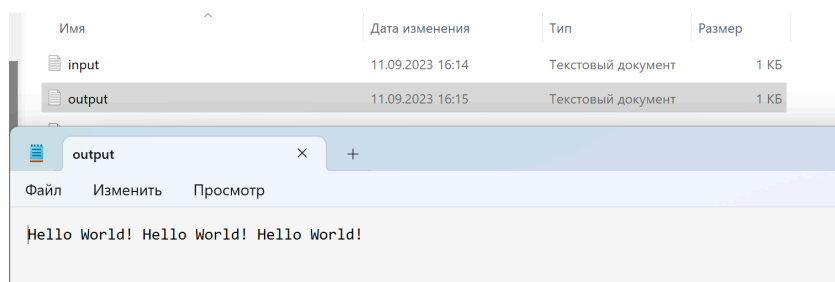 Имя Дата изменения Тип Размер
input 11.09.2023 16:14 Текстовый документ 1 КБ
output 11.09.2023 16:15 Текстовый документ 1 КБ
output
Файл Изменить Просмотр
Hello World! Hello World! Hello World!